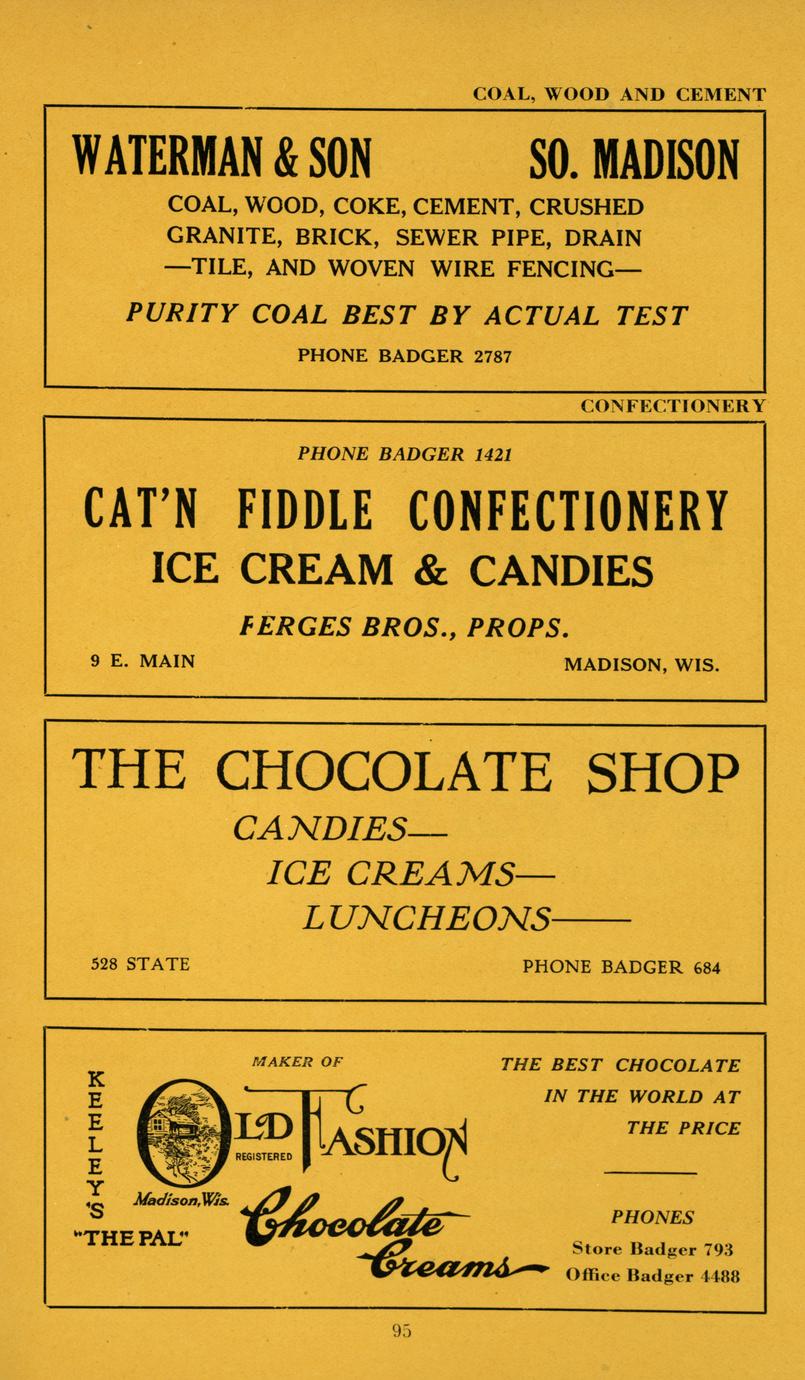 COAL, WOOD AND CEMENT
WATERMAN & SON SO. MADISON
COAL, WOOD, COKE, CEMENT, CRUSHED
GRANITE, BRICK, SEWER PIPE, DRAIN
—TILE, AND WOVEN WIRE FENCING—
PURITY COAL BEST BY ACTUAL TEST
PHONE BADGER 2787
CONFECTIONERY
PHONE BADGER 1421
CAT'N FIDDLE CONFECTIONERY
ICE CREAM & CANDIES
FERGES BROS., PROPS.
9 E. MAIN MADISON, WIS.
THE CHOCOLATE SHOP
CANDIES—
ICE CREAMS—
LUNCHEONS——
528 STATE PHONE BADGER 684
KEELEY'S
"THE PAL"
MAKER OF
OLD FASHION
REGISTERED
Madison, Wis.
Chocolate
Creams
THE BEST CHOCOLATE
IN THE WORLD AT
THE PRICE
PHONES
Store Badger 793
Office Badger 4488
95